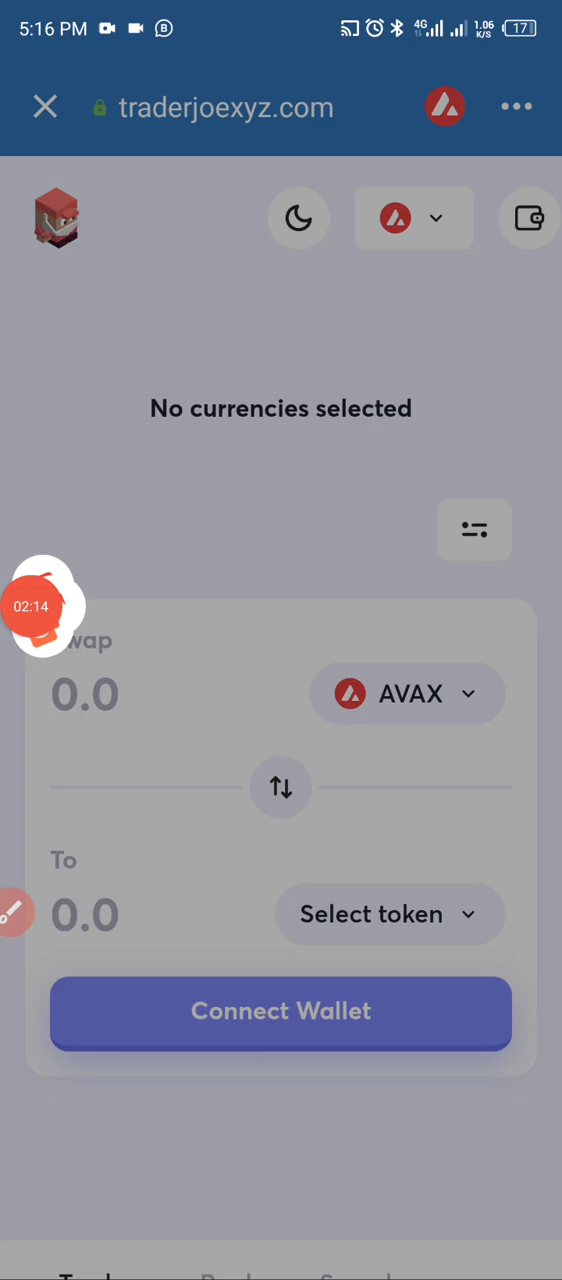 5:16 PM
4G
1.06
K/S
17
traderjoexyz.com
No currencies selected
02:14
0.0
AVAX
To
0.0
Select token
Connect Wallet